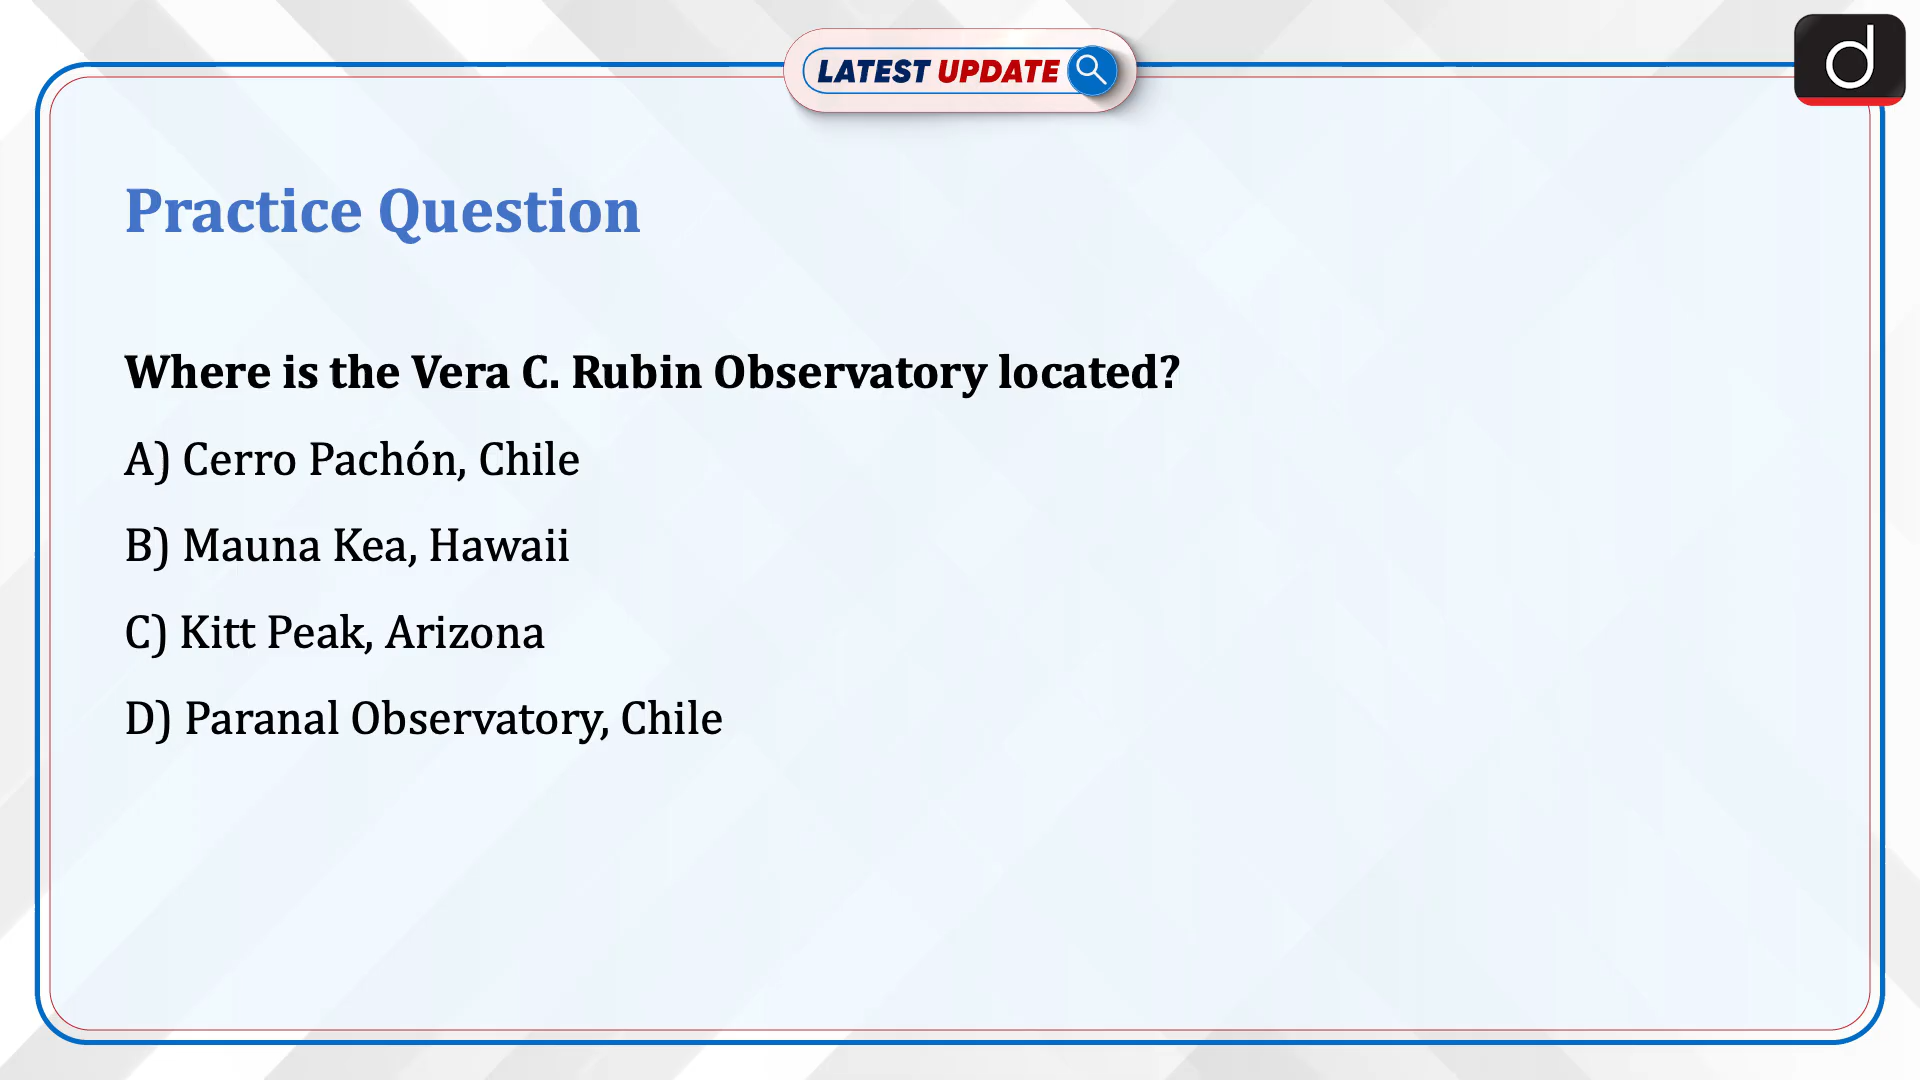 LATEST UPDATE
d
Practice Question
Where is the Vera C. Rubin Observatory located?
A) Cerro Pachón, Chile
B) Mauna Kea, Hawaii
C) Kitt Peak, Arizona
D) Paranal Observatory, Chile